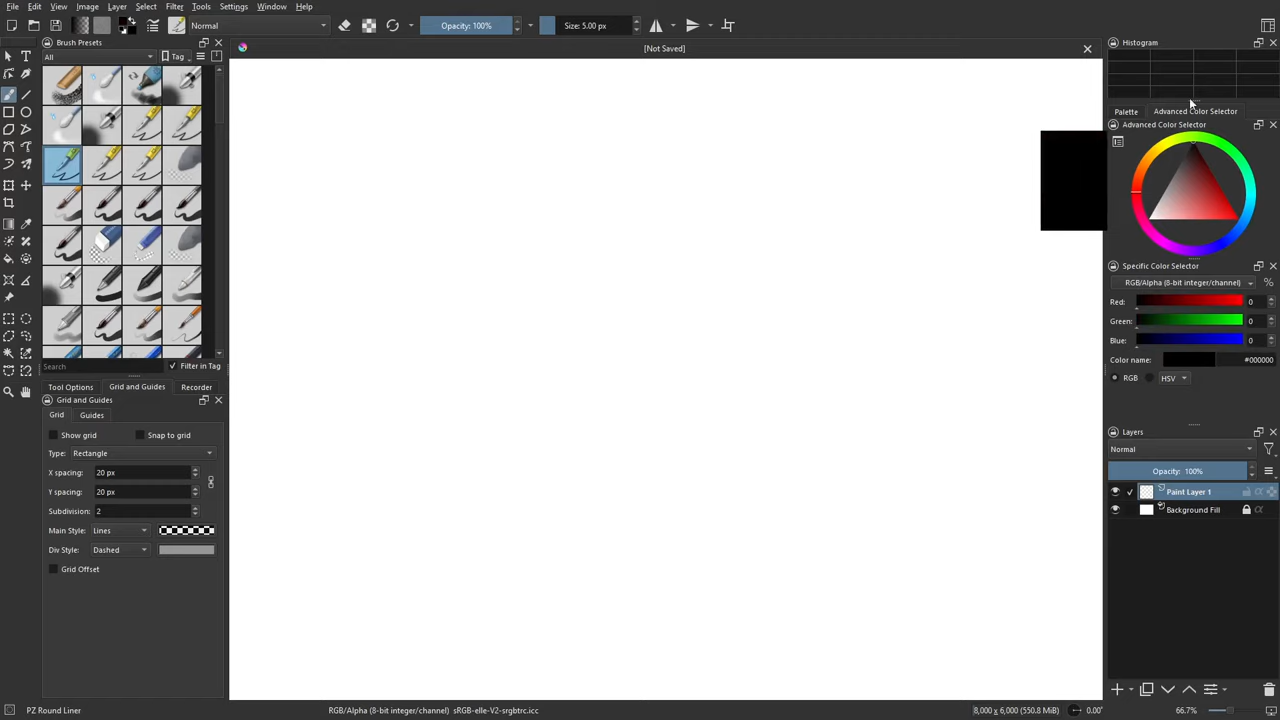 File Edit View Image Layer Select Filter Tools Settings Window Help
Normal Opacity: 100% Size: 5.00 px
Brush Presets
[Not Saved]
Histogram
All Tag
Palette Advanced Color Selector
Advanced Color Selector
Specific Color Selector
RGB/Alpha (8-bit integer/channel) %
Red: 0
Green: 0
Blue: 0
Color name: #000000
Search Filter in Tag
RGB HSV
Tool Options Grid and Guides Recorder
Grid and Guides
Grid Guides
Show grid Snap to grid
Type: Rectangle
X spacing: 20 px
Y spacing: 20 px
Subdivision: 2
Main Style: Lines
Div Style: Dashed
Grid Offset
Layers
Normal
Opacity: 100%
Paint Layer 1
Background Fill
PZ Round Liner RGB/Alpha (8-bit integer/channel) sRGB-elle-V2-srgbtrc.icc 8,000 x 6,000 (550.8 MiB) 0.00° 66.7%